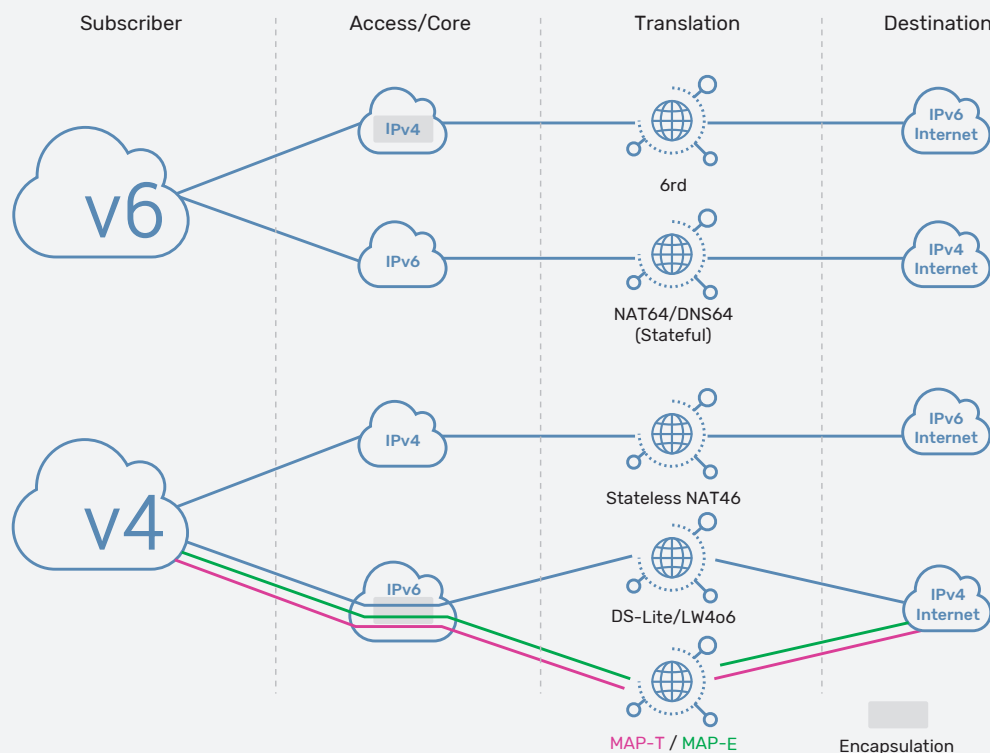 Subscriber
Access/Core
Translation
Destination
v6
IPv4
6rd
IPv6
Internet
IPv6
NAT64/DNS64
(Stateful)
IPv4
Internet
v4
IPv4
Stateless NAT46
IPv6
Internet
IPv6
DS-Lite/LW4o6
IPv4
Internet
MAP-T / MAP-E
Encapsulation